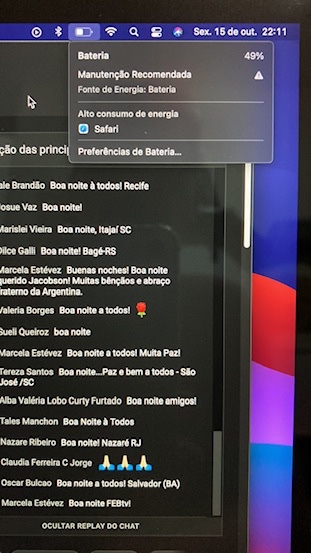 Sex. 15 de out. 22:11
Bateria 49%
Manutenção Recomendada
Fonte de Energia: Bateria
Alto consumo de energia
Safari
Preferências de Bateria...
ção das princip
ale Brandão Boa noite à todos! Recife
Josue Vaz Boa noite!
Marislei Vieira Boa noite, Itajaí SC
Dilce Galli Boa noite! Bagé-RS
Marcela Estévez Buenas noches! Boa noite
querido Jacobson! Muitas bênçãos e abraço
fraterno da Argentina.
Valeria Borges Boa noite a todos! 🌹
Sueli Queiroz boa noite
Marcela Estévez Boa noite a todos! Muita Paz!
Tereza Santos Boa noite...Paz e bem a todos - São
José /SC
Alba Valéria Lobo Curty Furtado Boa noite amigos!
Tales Manchon Boa Noite à Todos
Nazare Ribeiro Boa noite! Nazaré RJ
Claudia Ferreira C Jorge 🙏🏻🙏🏻🙏🏻
Oscar Bulcao Boa noite a todos! Salvador (BA)
Marcela Estévez Boa noite FEBtv!
OCULTAR REPLAY DO CHAT